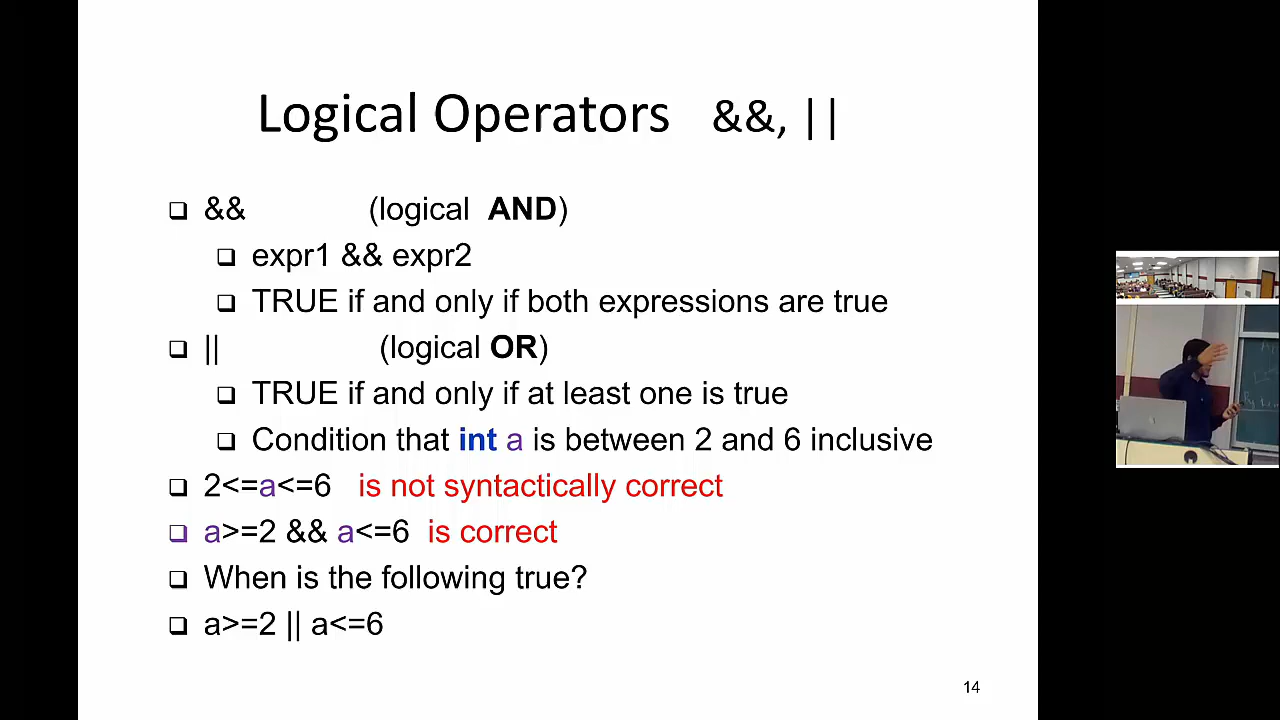 Logical Operators &&, ||
&& (logical AND)
expr1 && expr2
TRUE if and only if both expressions are true
|| (logical OR)
TRUE if and only if at least one is true
Condition that int a is between 2 and 6 inclusive
2<=a<=6 is not syntactically correct
a>=2 && a<=6 is correct
When is the following true?
a>=2 || a<=6
14